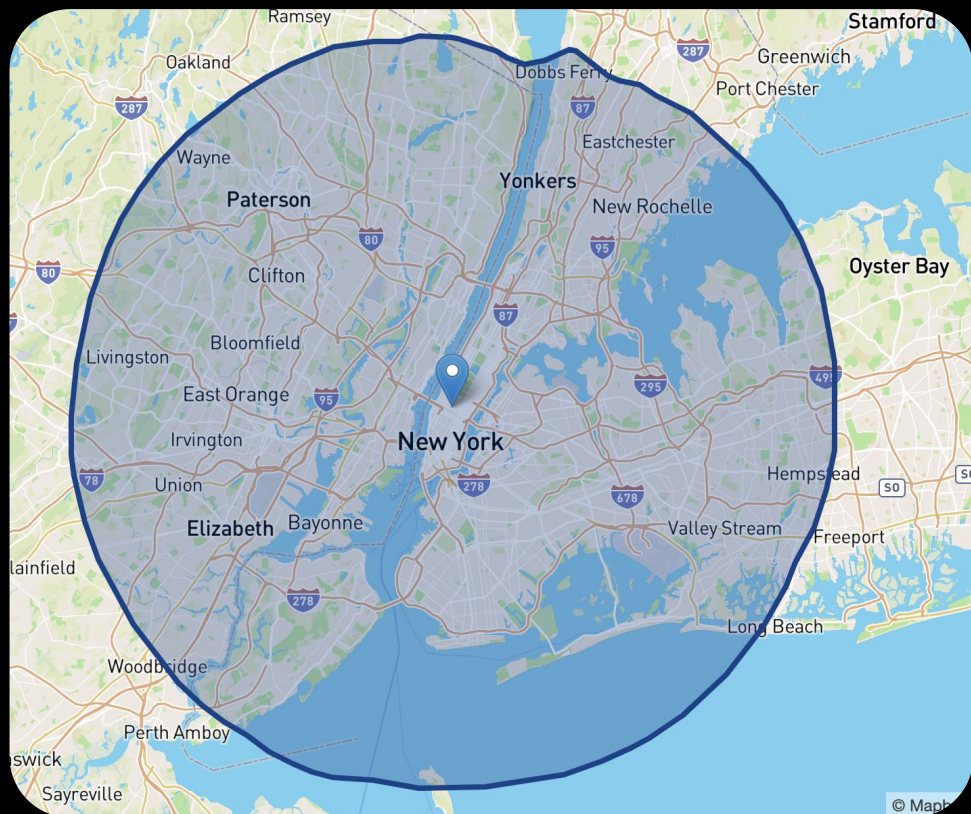 Ramsey
Stamford
287
Oakland
Greenwich
Dobbs Ferry
Port Chester
287
87
Eastchester
Wayne
Yonkers
Paterson
New Rochelle
80
95
Clifton
80
Oyster Bay
87
Bloomfield
Livingston
495
295
East Orange
95
New York
Irvington
Hempstead
78
Union
278
SO
678
Elizabeth
Bayonne
Valley Stream
Freeport
lainfield
278
Long Beach
Woodbridge
Perth Amboy
swick
Sayreville
© Mapb